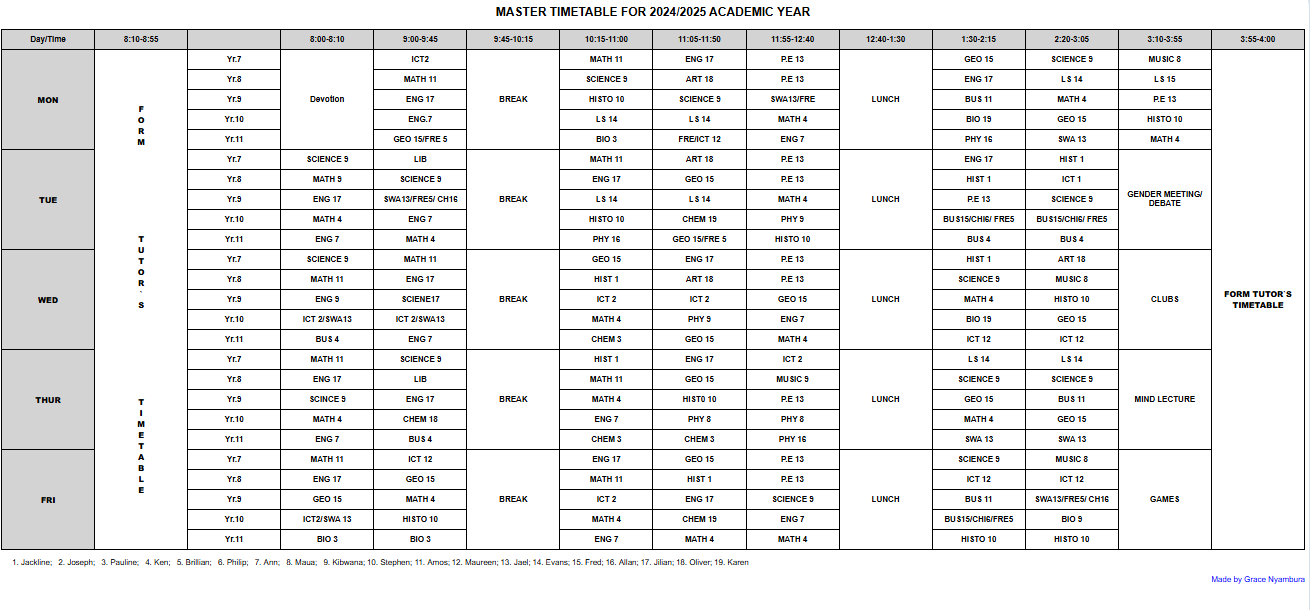 MASTER TIMETABLE FOR 2024/2025 ACADEMIC YEAR
Day/Time 8:10-8:55 8:00-8:10 9:00-9:45 9:45-10:15 10:15-11:00 11:05-11:50 11:55-12:40 12:40-1:30 1:30-2:15 2:20-3:05 3:10-3:55 3:55-4:00
FORM TUTOR`S TIMETABLE
MON
Devotion
BREAK
LUNCH
Yr.7 ICT2 MATH 11 ENG 17 P.E 13 GEO 15 SCIENCE 9 MUSIC 8
Yr.8 MATH 11 SCIENCE 9 ART 18 P.E 13 ENG 17 LS 14 LS 15
Yr.9 ENG 17 HISTO 10 SCIENCE 9 SWA13/FRE BUS 11 MATH 4 P.E 13
Yr.10 ENG.7 LS 14 LS 14 MATH 4 BIO 19 GEO 15 HISTO 10
Yr.11 GEO 15/FRE 5 BIO 3 FRE/ICT 12 ENG 7 PHY 16 SWA 13 MATH 4
TUE
BREAK
LUNCH
GENDER MEETING/
DEBATE
Yr.7 SCIENCE 9 LIB MATH 11 ART 18 P.E 13 ENG 17 HIST 1
Yr.8 MATH 9 SCIENCE 9 ENG 17 GEO 15 P.E 13 HIST 1 ICT 1
Yr.9 ENG 17 SWA13/FRE5/ CH16 LS 14 LS 14 MATH 4 P.E 13 SCIENCE 9
Yr.10 MATH 4 ENG 7 HISTO 10 CHEM 19 PHY 9 BUS15/CHI6/ FRE5 BUS15/CHI6/ FRE5
Yr.11 ENG 7 MATH 4 PHY 16 GEO 15/FRE 5 HISTO 10 BUS 4 BUS 4
WED
BREAK
LUNCH
CLUBS
Yr.7 SCIENCE 9 MATH 11 GEO 15 ENG 17 P.E 13 HIST 1 ART 18
Yr.8 MATH 11 ENG 17 HIST 1 ART 18 P.E 13 SCIENCE 9 MUSIC 8
Yr.9 ENG 9 SCIENE17 ICT 2 ICT 2 GEO 15 MATH 4 HISTO 10
Yr.10 ICT 2/SWA13 ICT 2/SWA13 MATH 4 PHY 9 ENG 7 BIO 19 GEO 15
Yr.11 BUS 4 ENG 7 CHEM 3 GEO 15 MATH 4 ICT 12 ICT 12
FORM TUTOR`S
TIMETABLE
THUR
BREAK
LUNCH
MIND LECTURE
Yr.7 MATH 11 SCIENCE 9 HIST 1 ENG 17 ICT 2 LS 14 LS 14
Yr.8 ENG 17 LIB MATH 11 GEO 15 MUSIC 9 SCIENCE 9 SCIENCE 9
Yr.9 SCINCE 9 ENG 17 MATH 4 HIST0 10 P.E 13 GEO 15 BUS 11
Yr.10 MATH 4 CHEM 18 ENG 7 PHY 8 PHY 8 MATH 4 GEO 15
Yr.11 ENG 7 BUS 4 CHEM 3 CHEM 3 PHY 16 SWA 13 SWA 13
FRI
BREAK
LUNCH
GAMES
Yr.7 MATH 11 ICT 12 ENG 17 GEO 15 P.E 13 SCIENCE 9 MUSIC 8
Yr.8 ENG 17 GEO 15 MATH 11 HIST 1 P.E 13 ICT 12 ICT 12
Yr.9 GEO 15 MATH 4 ICT 2 ENG 17 SCIENCE 9 BUS 11 SWA13/FRE5/ CH16
Yr.10 ICT2/SWA 13 HISTO 10 MATH 4 CHEM 19 ENG 7 BUS15/CHI6/FRE5 BIO 9
Yr.11 BIO 3 BIO 3 ENG 7 MATH 4 MATH 4 HISTO 10 HISTO 10
1. Jackline; 2. Joseph; 3. Pauline; 4. Ken; 5. Brillian; 6. Philip; 7. Ann; 8. Maua; 9. Kibwana; 10. Stephen; 11. Amos; 12. Maureen; 13. Jael; 14. Evans; 15. Fred; 16. Allan; 17. Jilian; 18. Oliver; 19. Karen
Made by Grace Nyambura